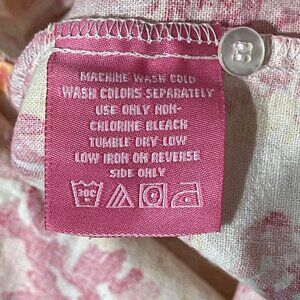 MACHINE WASH COLD
WASH COLORS SEPARATELY
USE ONLY NON-
CHLORINE BLEACH
TUMBLE DRY LOW
LOW IRON ON REVERSE
SIDE ONLY
30C